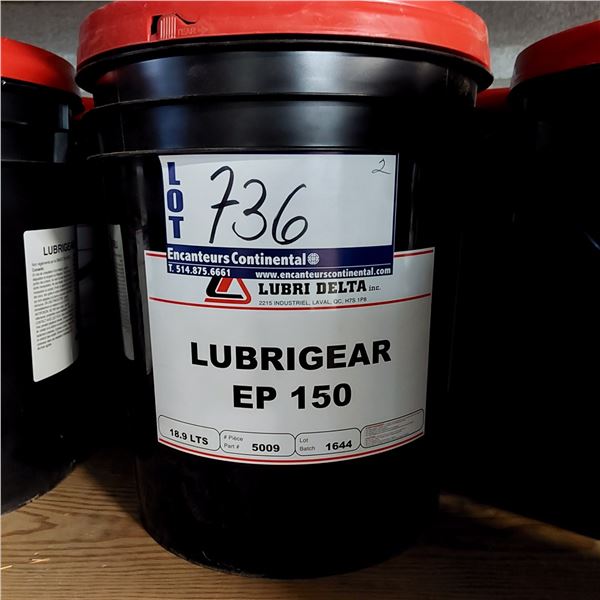 TEAR
LOT
736
2
Encanteurs Continental
T. 514.875.6661 www.encanteurscontinental.com
LUBRI DELTA inc.
2215 INDUSTRIEL, LAVAL, QC, H7S 1P8
LUBRIGEAR
EP 150
18.9 LTS
# Pièce
Part # 5009
Lot
Batch 1644
LUBRIGEAR